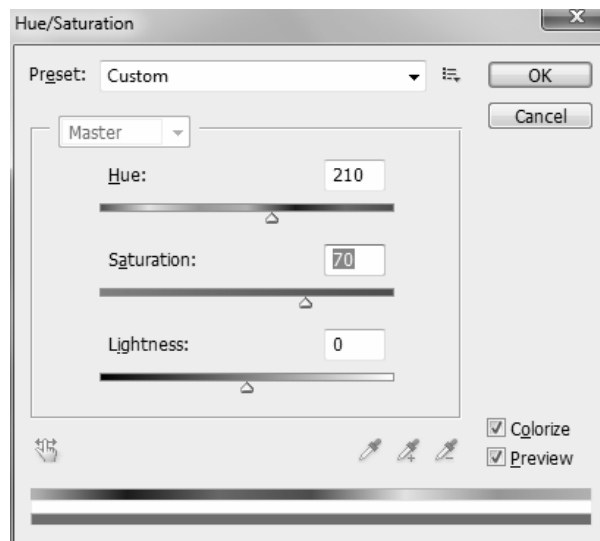 Hue/Saturation
Preset: Custom
OK
Cancel
Master
Hue: 210
Saturation: 70
Lightness: 0
Colorize
Preview